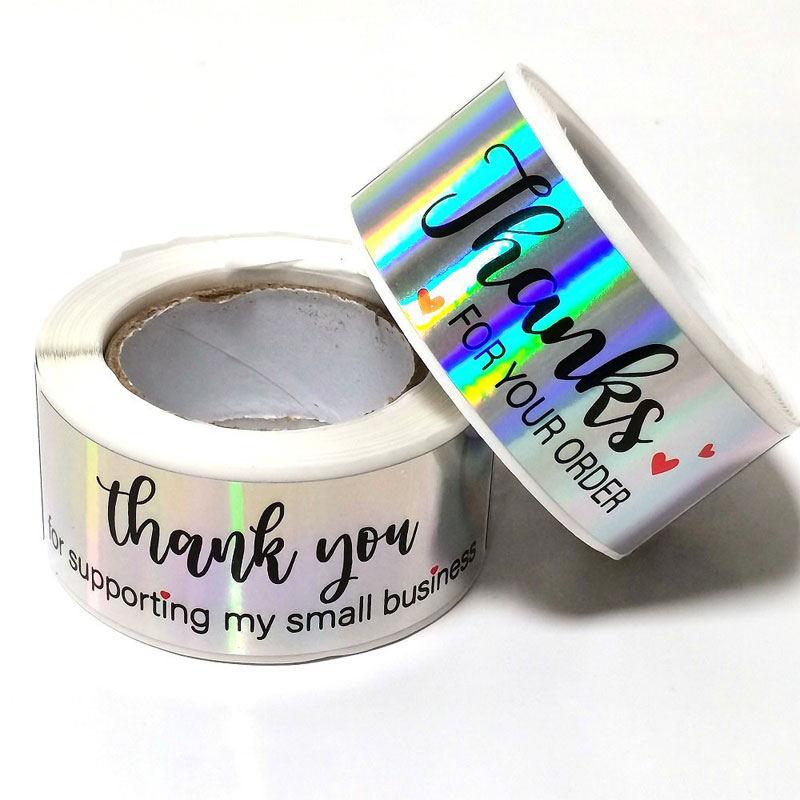 thank you
for supporting my small business
Thanks
FOR YOUR ORDER